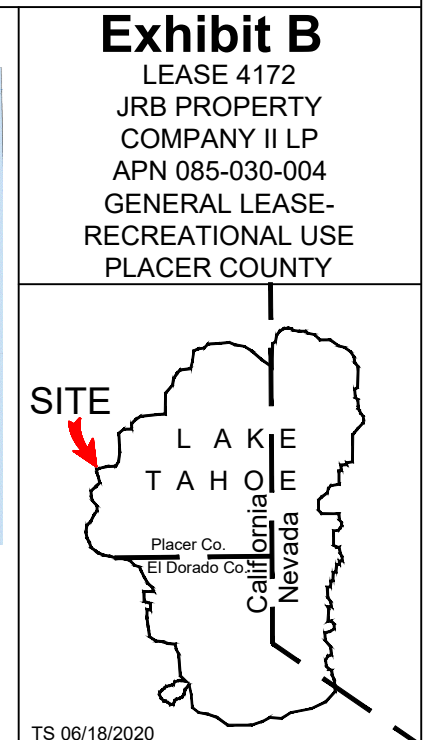 Exhibit B
LEASE 4172
JRB PROPERTY
COMPANY II LP
APN 085-030-004
GENERAL LEASE-
RECREATIONAL USE
PLACER COUNTY
SITE
L A K E
T A H O E
Placer Co.
El Dorado Co.
California
Nevada
TS 06/18/2020